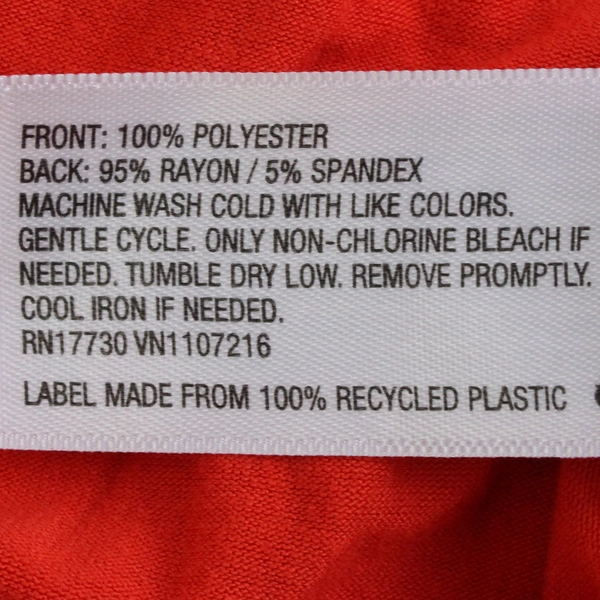 FRONT: 100% POLYESTER
BACK: 95% RAYON / 5% SPANDEX
MACHINE WASH COLD WITH LIKE COLORS.
GENTLE CYCLE. ONLY NON-CHLORINE BLEACH IF
NEEDED. TUMBLE DRY LOW. REMOVE PROMPTLY.
COOL IRON IF NEEDED.
RN17730 VN1107216
LABEL MADE FROM 100% RECYCLED PLASTIC